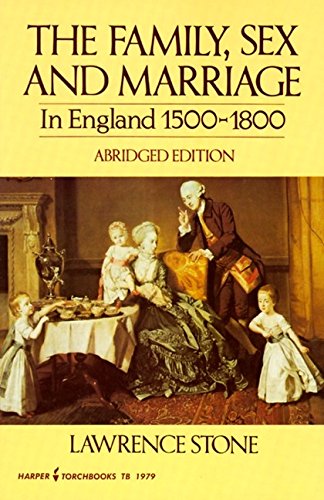 THE FAMILY, SEX
AND MARRIAGE
In England 1500-1800
ABRIDGED EDITION
LAWRENCE STONE
HARPER TORCHBOOKS TB 1979